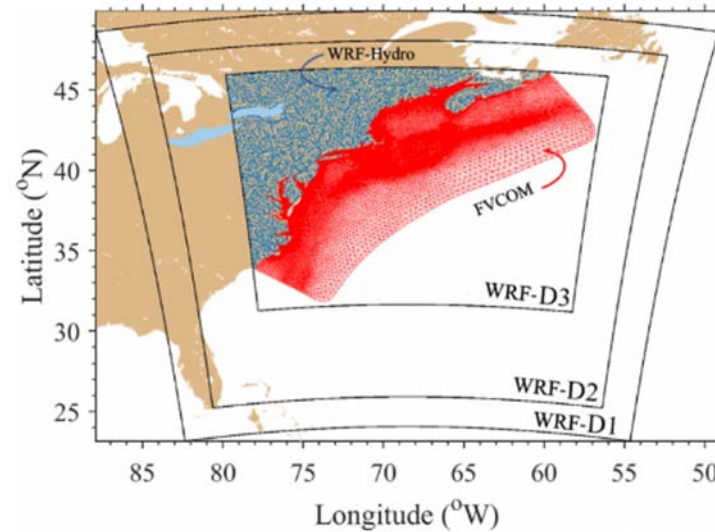 WRF-Hydro
45
40
35
30
25
Latitude (°N)
FVCOM
WRF-D3
WRF-D2
WRF-D1
85
80
75
70
65
60
55
50
Longitude (°W)